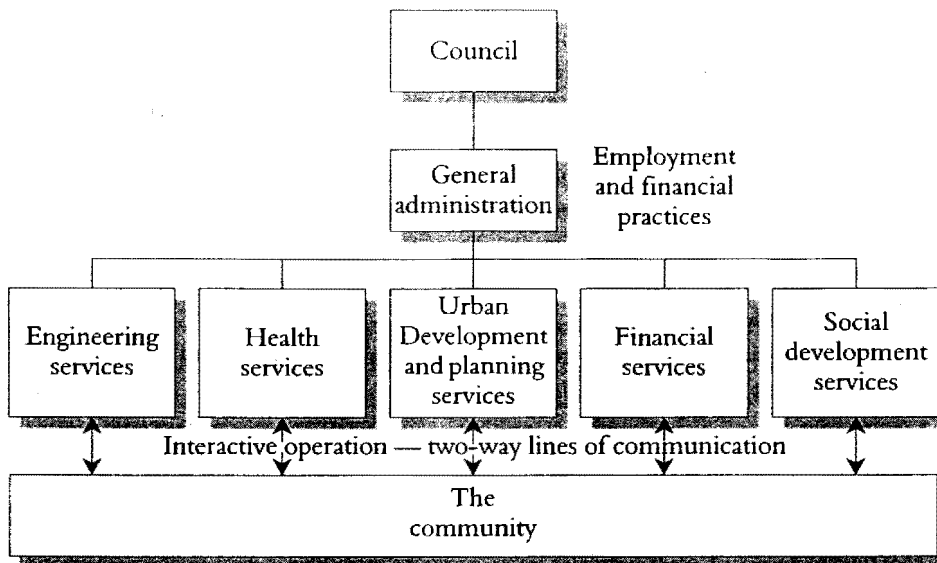 Council
General
administration
Employment
and financial
practices
Engineering
services
Health
services
Urban
Development
and planning
services
Financial
services
Social
development
services
Interactive operation — two-way lines of communication
The
community